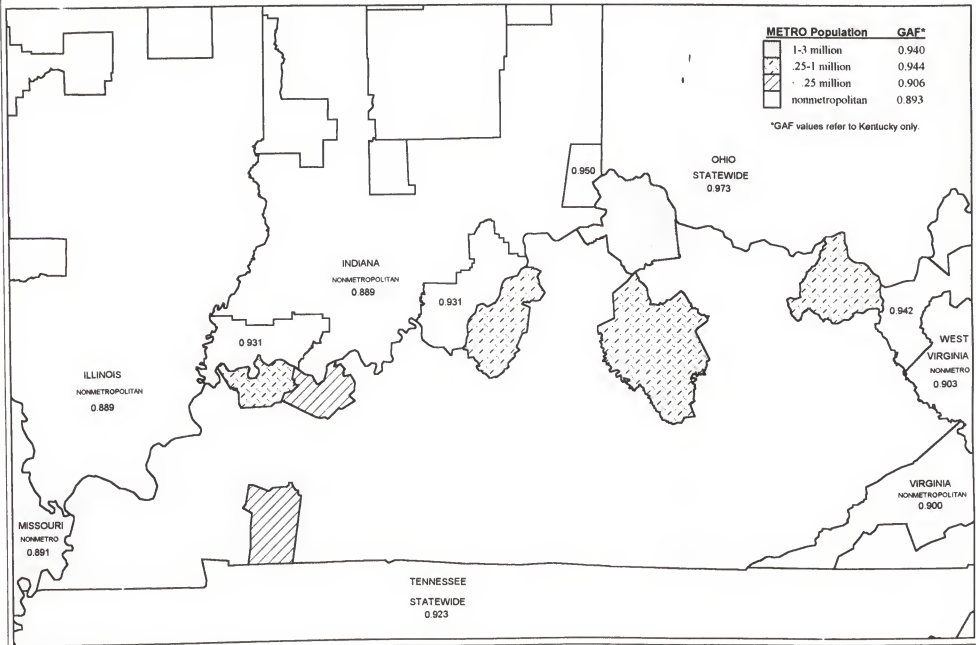 METRO Population GAF*
1-3 million 0.940
.25-1 million 0.944
.25 million 0.906
nonmetropolitan 0.893
*GAF values refer to Kentucky only.
OHIO
STATEWIDE
0.973
0.950
INDIANA
NONMETROPOLITAN
0.889
0.931
0.942
0.931
WEST
VIRGINIA
NONMETRO
0.903
ILLINOIS
NONMETROPOLITAN
0.889
VIRGINIA
NONMETROPOLITAN
0.900
MISSOURI
NONMETRO
0.891
TENNESSEE
STATEWIDE
0.923